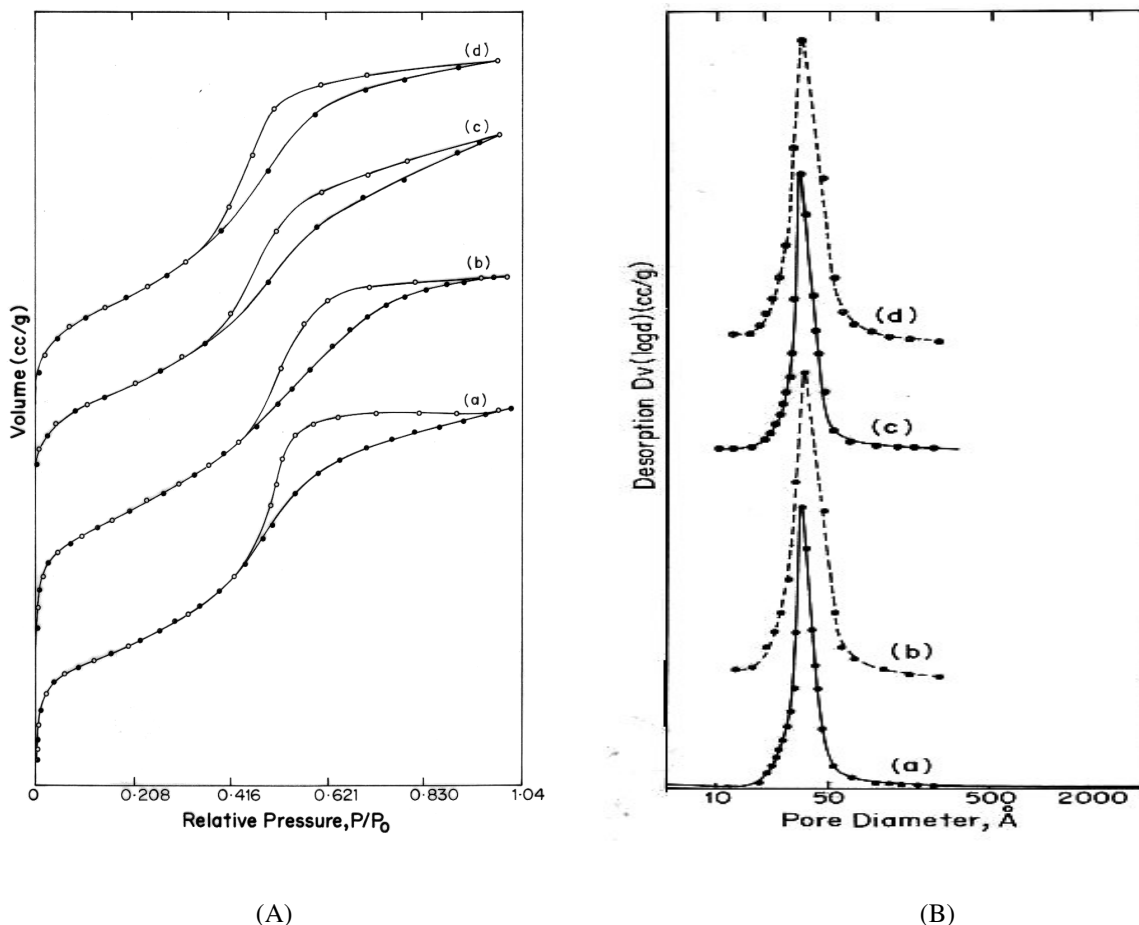 (d)
(c)
(b)
(a)
Volume (cc/g)
0
0·208
0·416
0·621
0·830
1·04
Relative Pressure, P/P₀
(d)
(c)
(b)
(a)
Desorption Dv(logd)(cc/g)
10
50
500
2000
Pore Diameter, Å
(A)
(B)